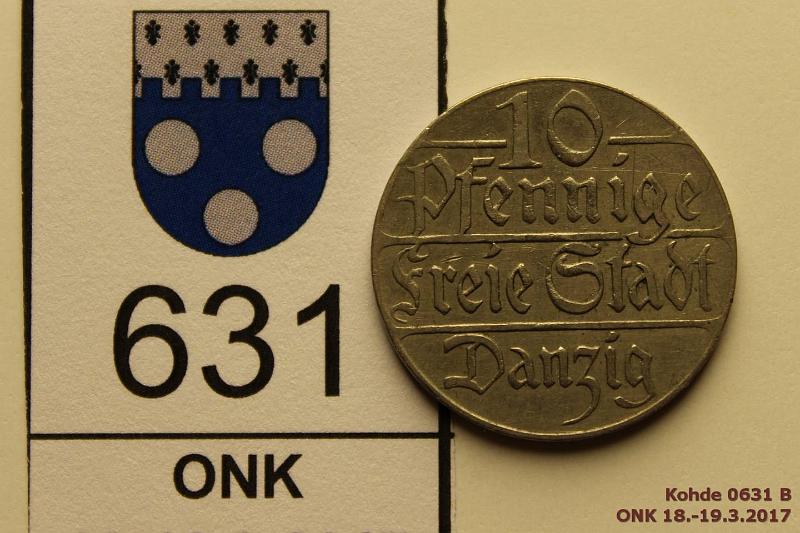 631
ONK
10
Pfennige
Freie Stadt
Danzig
Kohde 0631 B
ONK 18.-19.3.2017